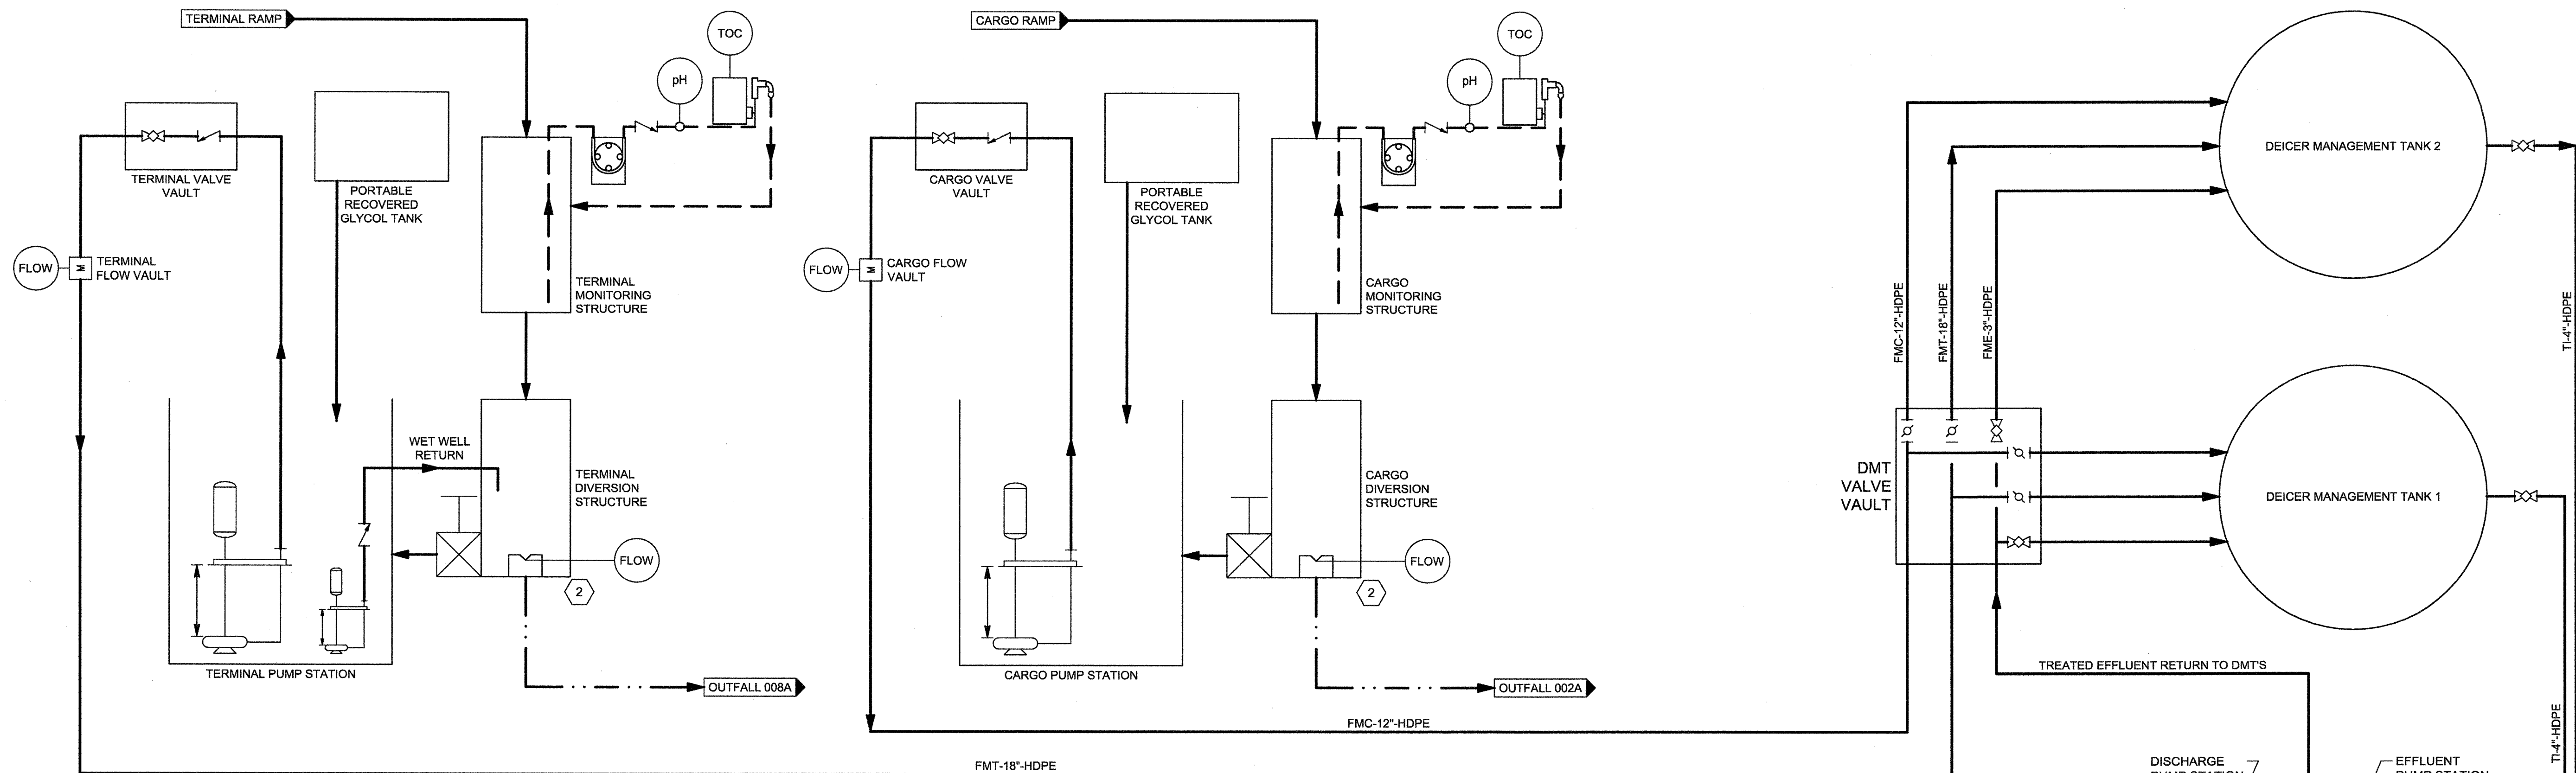 TERMINAL RAMP
TOC
pH
TERMINAL VALVE
VAULT
PORTABLE
RECOVERED
GLYCOL TANK
FLOW
M
TERMINAL
FLOW VAULT
TERMINAL
MONITORING
STRUCTURE
WET WELL
RETURN
TERMINAL
DIVERSION
STRUCTURE
FLOW
2
TERMINAL PUMP STATION
OUTFALL 008A
FMT-18"-HDPE
CARGO RAMP
TOC
pH
CARGO VALVE
VAULT
PORTABLE
RECOVERED
GLYCOL TANK
FLOW
M
CARGO FLOW
VAULT
CARGO
MONITORING
STRUCTURE
CARGO
DIVERSION
STRUCTURE
FLOW
2
CARGO PUMP STATION
OUTFALL 002A
FMC-12"-HDPE
DEICER MANAGEMENT TANK 2
FMC-12"-HDPE
FMT-18"-HDPE
FME-3"-HDPE
TI-4"-HDPE
DMT
VALVE
VAULT
DEICER MANAGEMENT TANK 1
TREATED EFFLUENT RETURN TO DMT'S
TI-4"-HDPE
DISCHARGE
PUMP STATION
EFFLUENT
PUMP STATION